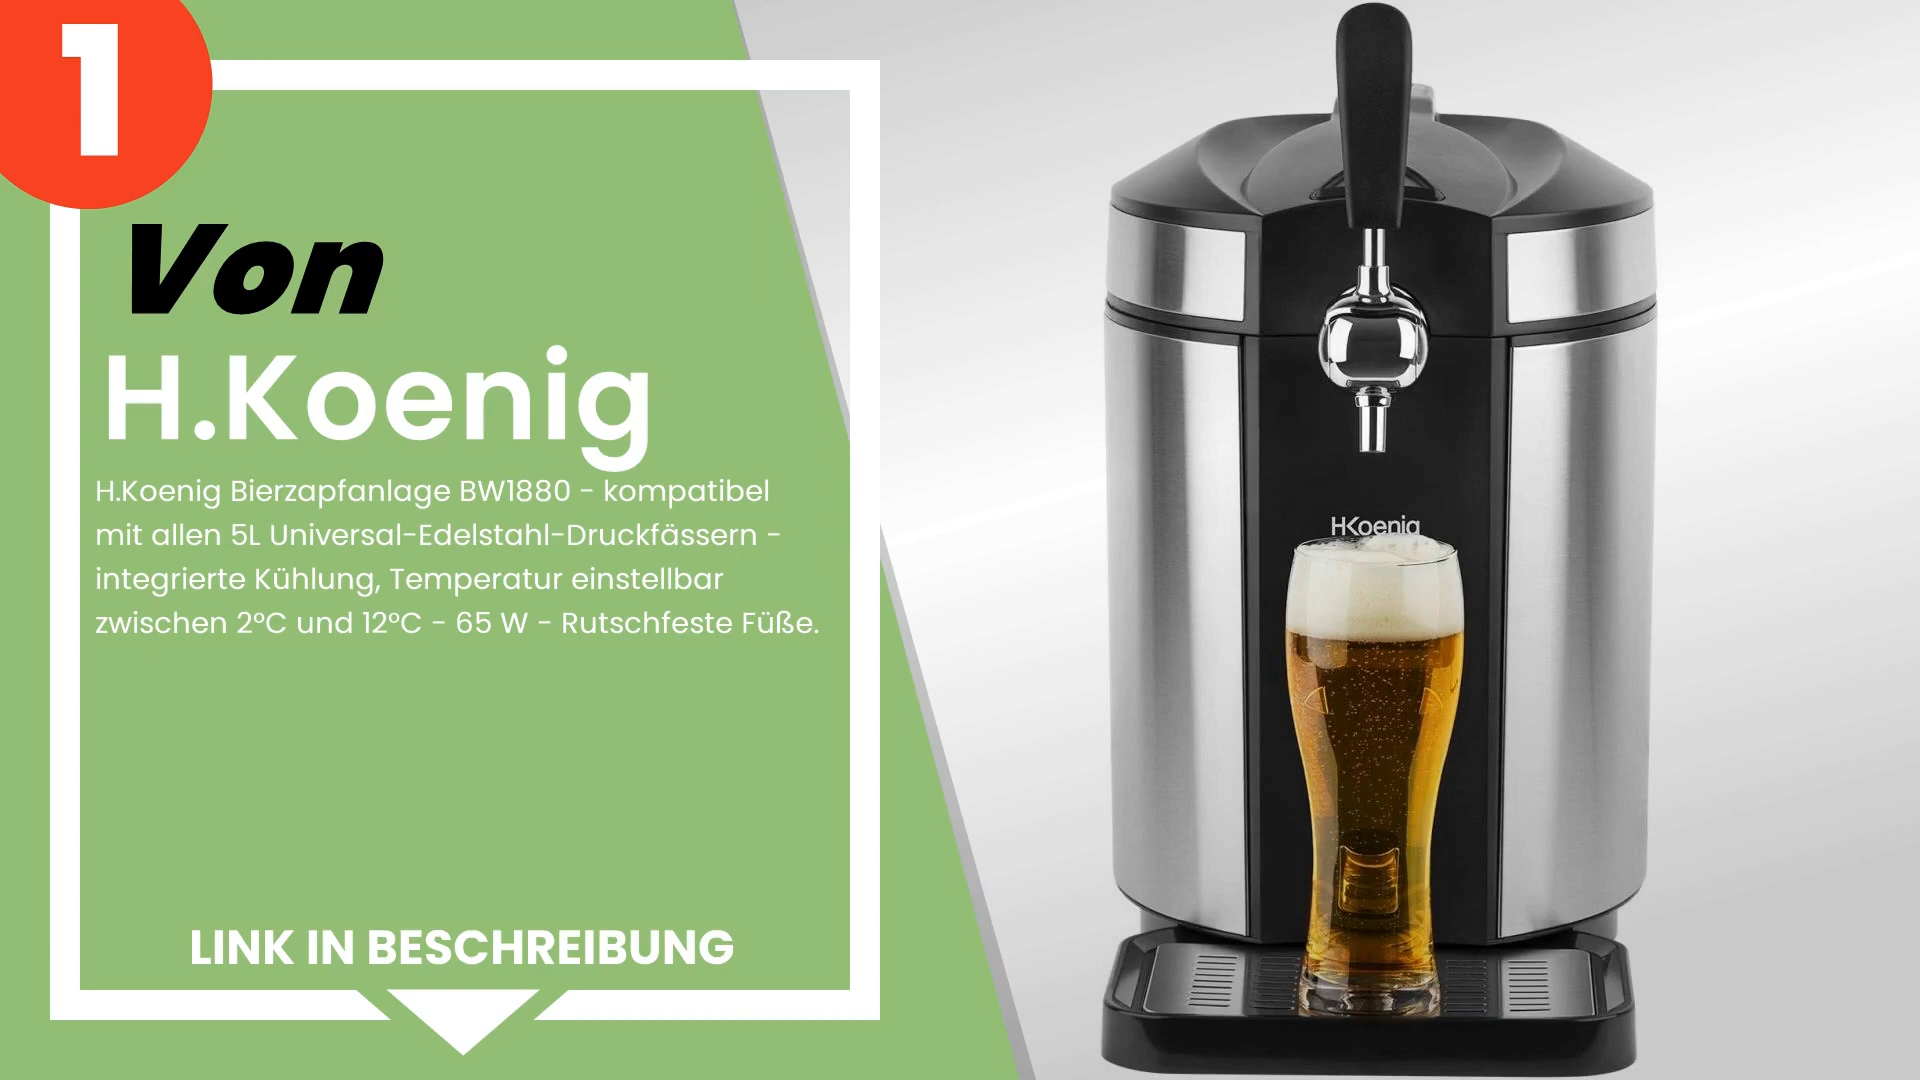 1
Von
H.Koenig
H.Koenig Bierzapfanlage BW1880 - kompatibel
mit allen 5L Universal-Edelstahl-Druckfässern -
integrierte Kühlung, Temperatur einstellbar
zwischen 2°C und 12°C - 65 W - Rutschfeste Füße.
LINK IN BESCHREIBUNG
HKoenig